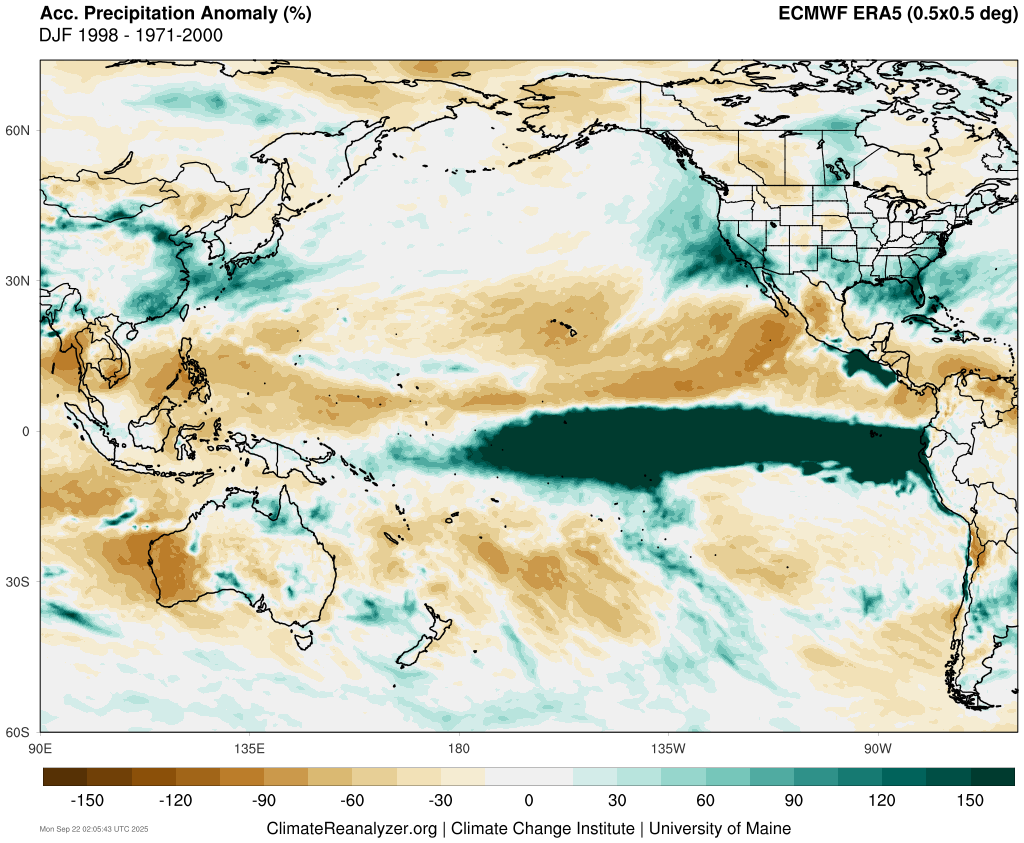 Acc. Precipitation Anomaly (%)
ECMWF ERA5 (0.5x0.5 deg)
DJF 1998 - 1971-2000
60N
30N
0
30S
60S
90E 135E 180 135W 90W
-150 -120 -90 -60 -30 0 30 60 90 120 150
Mon Sep 22 02:05:43 UTC 2025
ClimateReanalyzer.org | Climate Change Institute | University of Maine